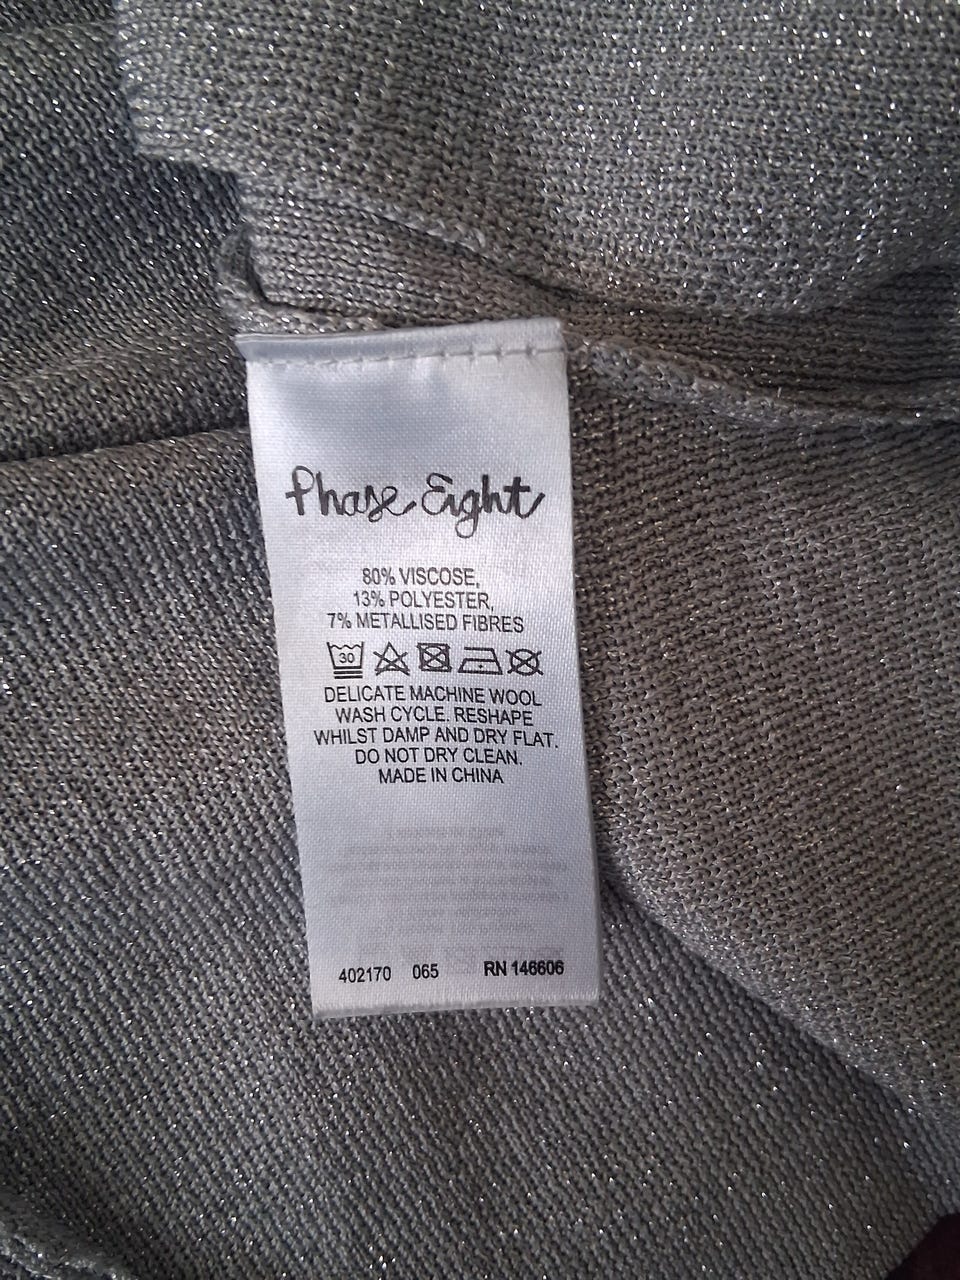 Phase Eight
80% VISCOSE,
13% POLYESTER,
7% METALLISED FIBRES
30
DELICATE MACHINE WOOL
WASH CYCLE. RESHAPE
WHILST DAMP AND DRY FLAT.
DO NOT DRY CLEAN.
MADE IN CHINA
402170 065 RN 146606